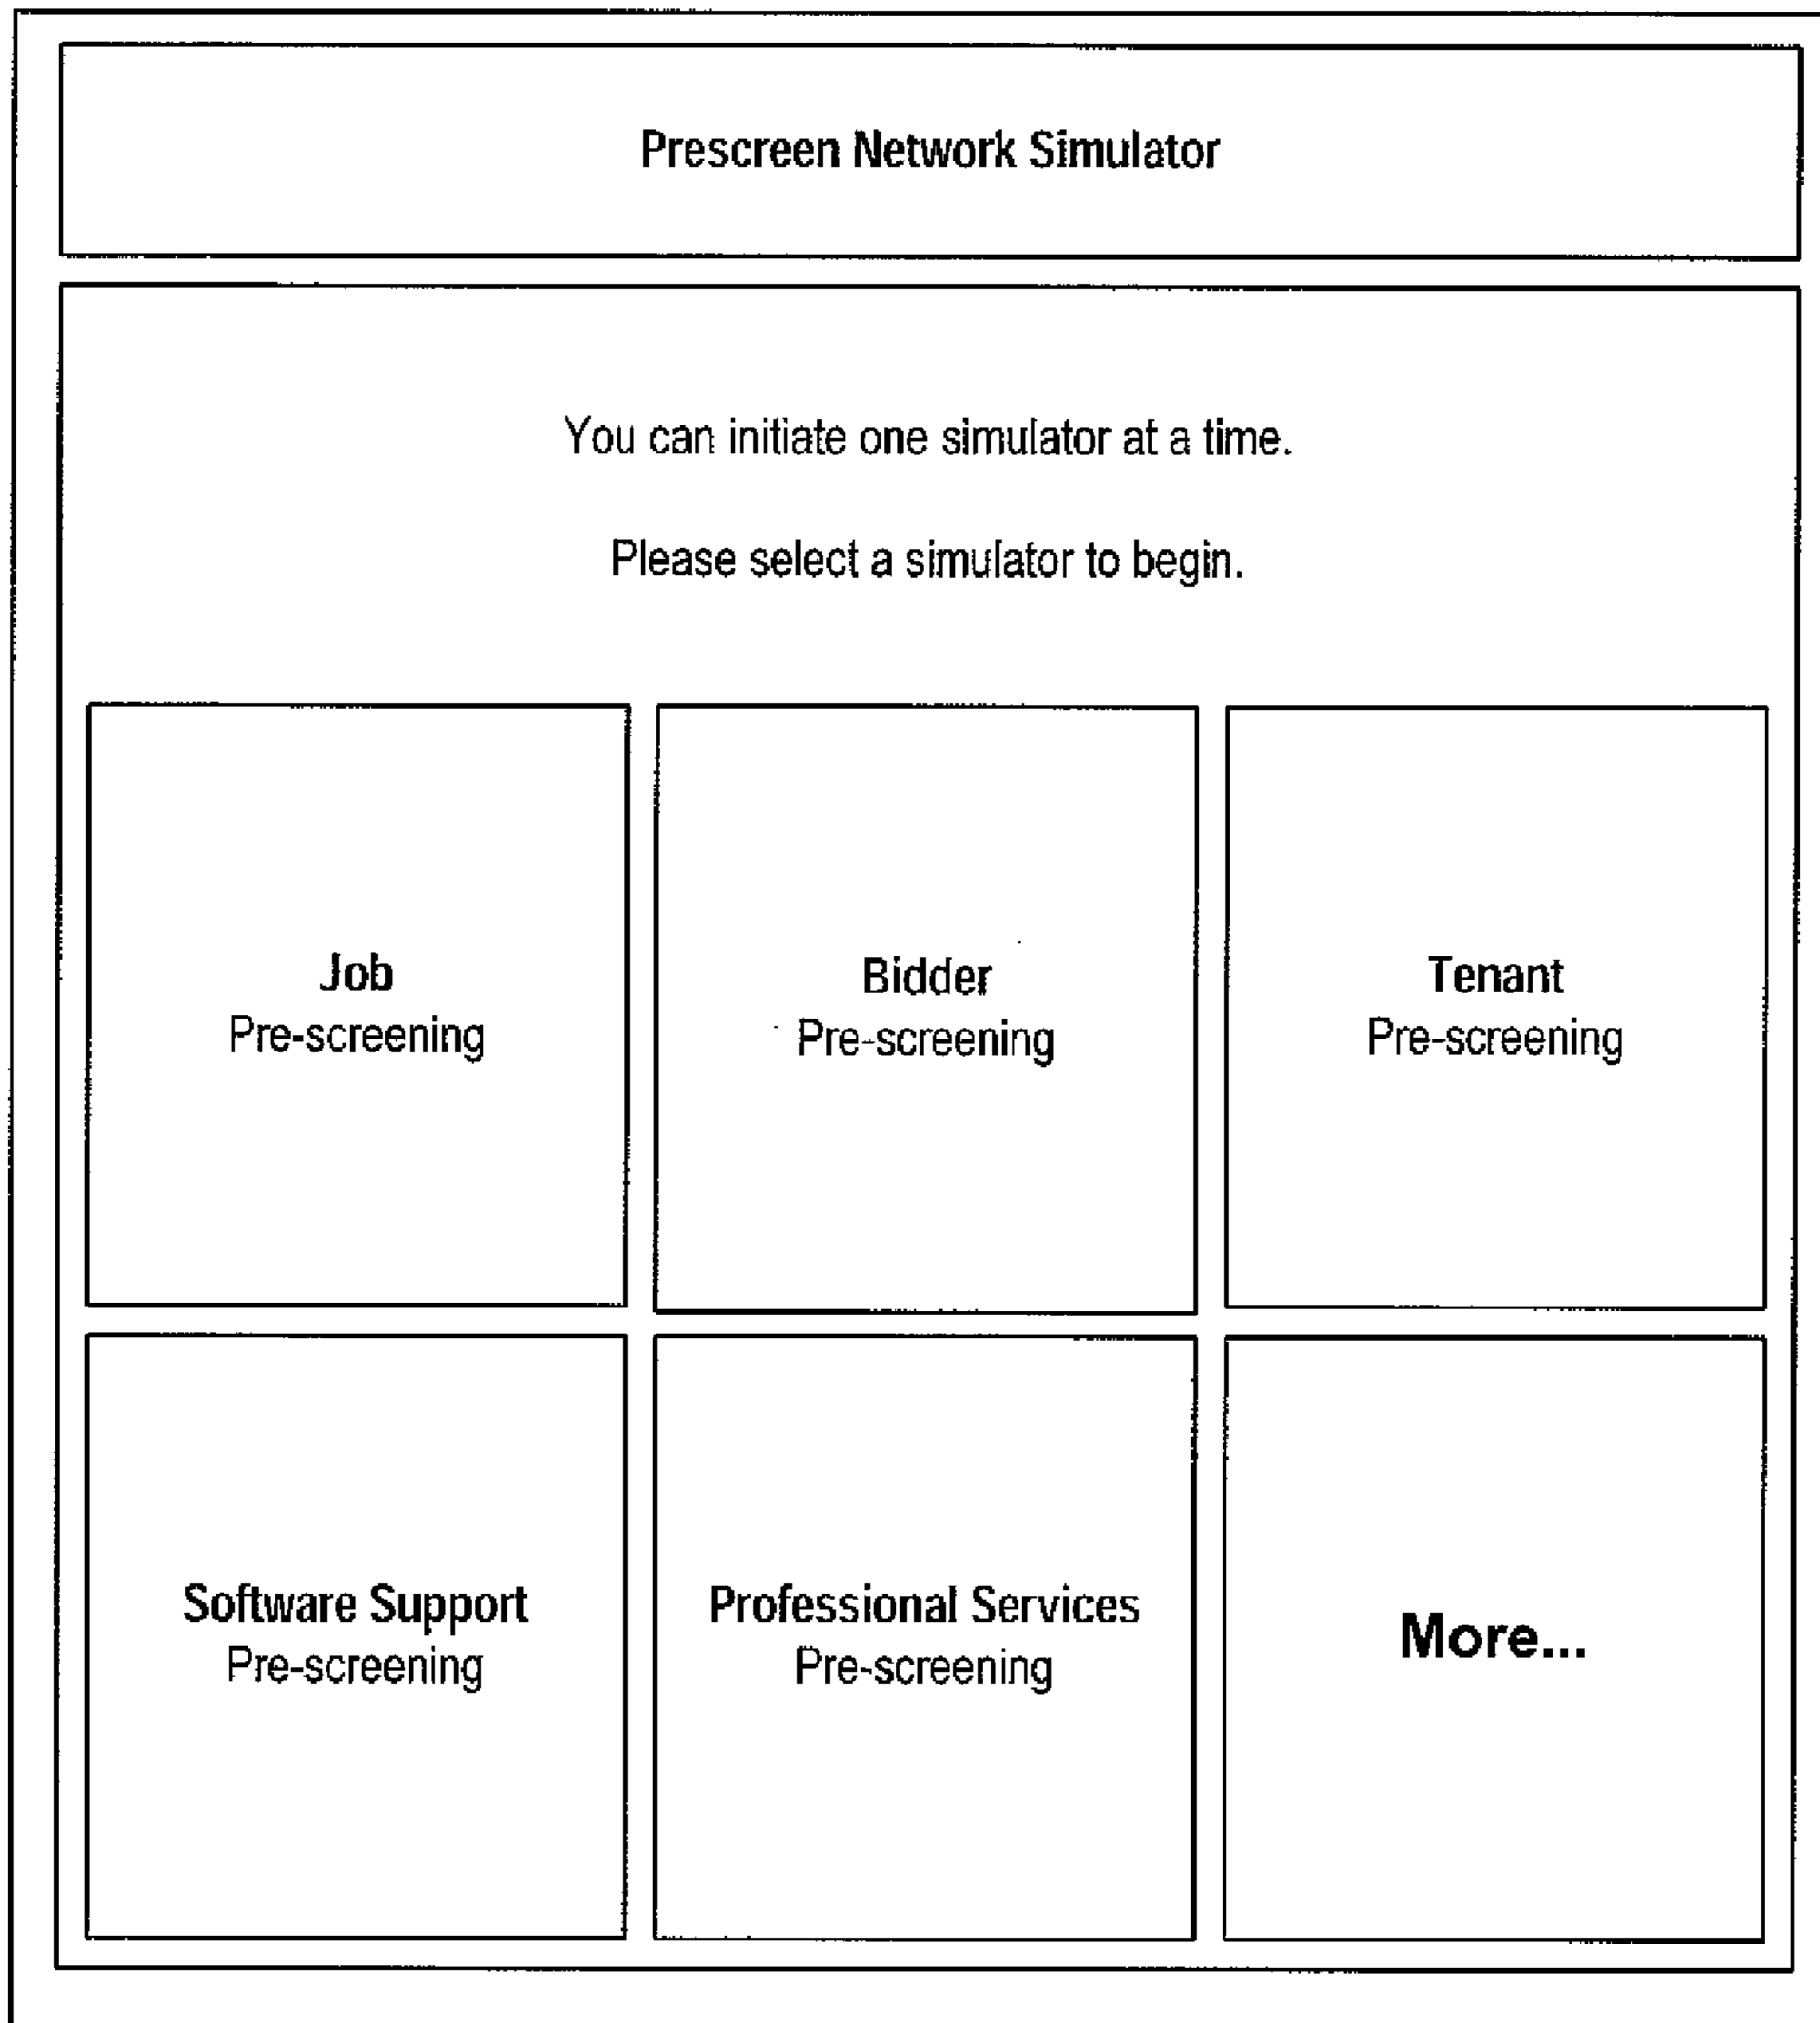 Prescreen Network Simulator
You can initiate one simulator at a time.
Please select a simulator to begin.
Job
Pre-screening
Bidder
Pre-screening
Tenant
Pre-screening
Software Support
Pre-screening
Professional Services
Pre-screening
More...